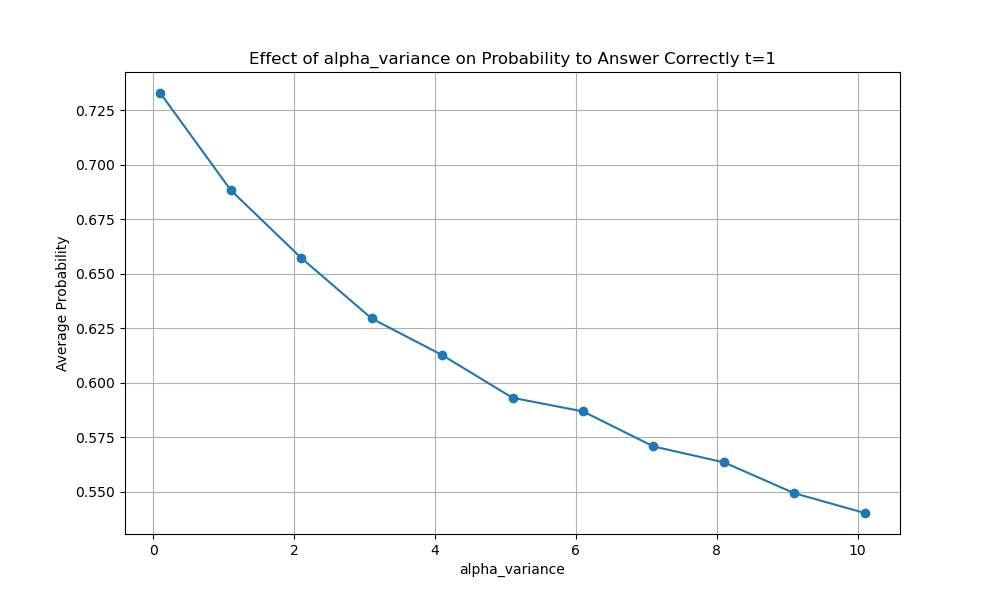 Effect of alpha_variance on Probability to Answer Correctly t=1
Average Probability
0.725
0.700
0.675
0.650
0.625
0.600
0.575
0.550
0 2 4 6 8 10
alpha_variance